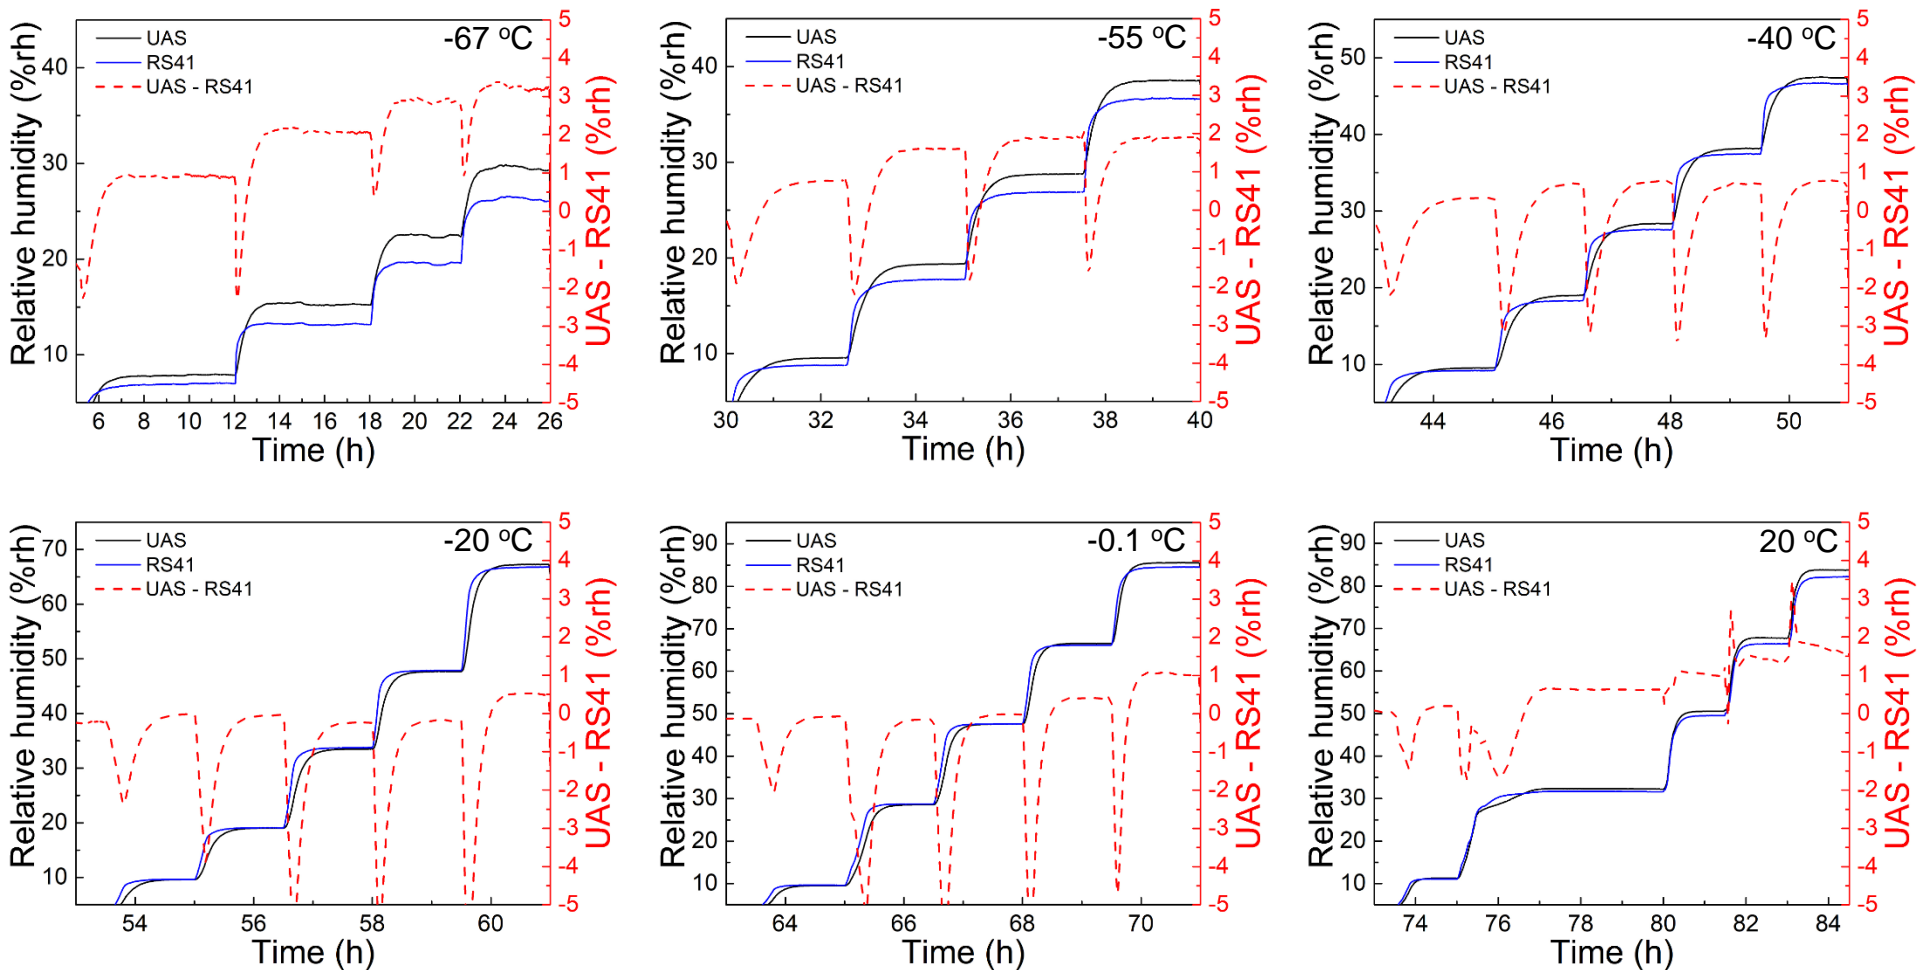 -67 °C
UAS
RS41
UAS - RS41
Relative humidity (%rh)
40
30
20
10
5
4
3
2
1
0
-1
-2
-3
-4
-5
UAS - RS41 (%rh)
6 8 10 12 14 16 18 20 22 24 26
Time (h)
-55 °C
UAS
RS41
UAS - RS41
Relative humidity (%rh)
40
30
20
10
5
4
3
2
1
0
-1
-2
-3
-4
-5
UAS - RS41 (%rh)
30 32 34 36 38 40
Time (h)
-40 °C
UAS
RS41
UAS - RS41
Relative humidity (%rh)
50
40
30
20
10
5
4
3
2
1
0
-1
-2
-3
-4
-5
UAS - RS41 (%rh)
44 46 48 50
Time (h)
-20 °C
UAS
RS41
UAS - RS41
Relative humidity (%rh)
70
60
50
40
30
20
10
5
4
3
2
1
0
-1
-2
-3
-4
-5
UAS - RS41 (%rh)
54 56 58 60
Time (h)
-0.1 °C
UAS
RS41
UAS - RS41
Relative humidity (%rh)
90
80
70
60
50
40
30
20
10
5
4
3
2
1
0
-1
-2
-3
-4
-5
UAS - RS41 (%rh)
64 66 68 70
Time (h)
20 °C
UAS
RS41
UAS - RS41
Relative humidity (%rh)
90
80
70
60
50
40
30
20
10
5
4
3
2
1
0
-1
-2
-3
-4
-5
UAS - RS41 (%rh)
74 76 78 80 82 84
Time (h)